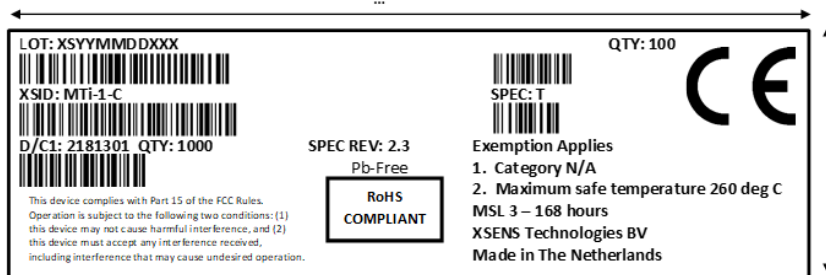 ...
LOT: XSYYMMDDXXX
QTY: 100
XSID: MTi-1-C
SPEC: T
CE
D/C1: 2181301 QTY: 1000
SPEC REV: 2.3
Pb-Free
RoHS
COMPLIANT
Exemption Applies
1. Category N/A
2. Maximum safe temperature 260 deg C
MSL 3 – 168 hours
XSENS Technologies BV
Made in The Netherlands
This device complies with Part 15 of the FCC Rules.
Operation is subject to the following two conditions: (1)
this device may not cause harmful interference, and (2)
this device must accept any interference received,
including interference that may cause undesired operation.